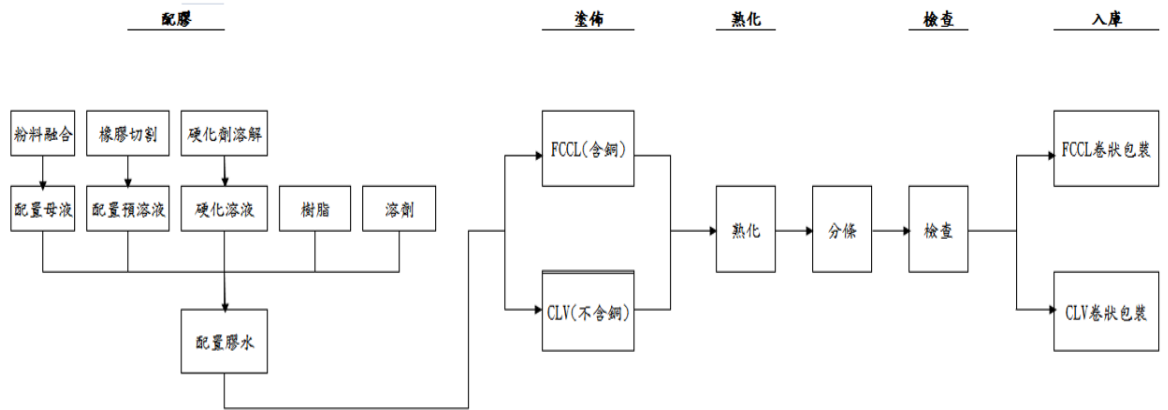 配膠
塗佈
熟化
檢查
入庫
粉料融合
橡膠切割
硬化劑溶解
FCCL(含銅)
FCCL卷狀包裝
配置母液
配置預溶液
硬化溶液
樹脂
溶劑
熟化
分條
檢查
CLV(不含銅)
CLV卷狀包裝
配置膠水